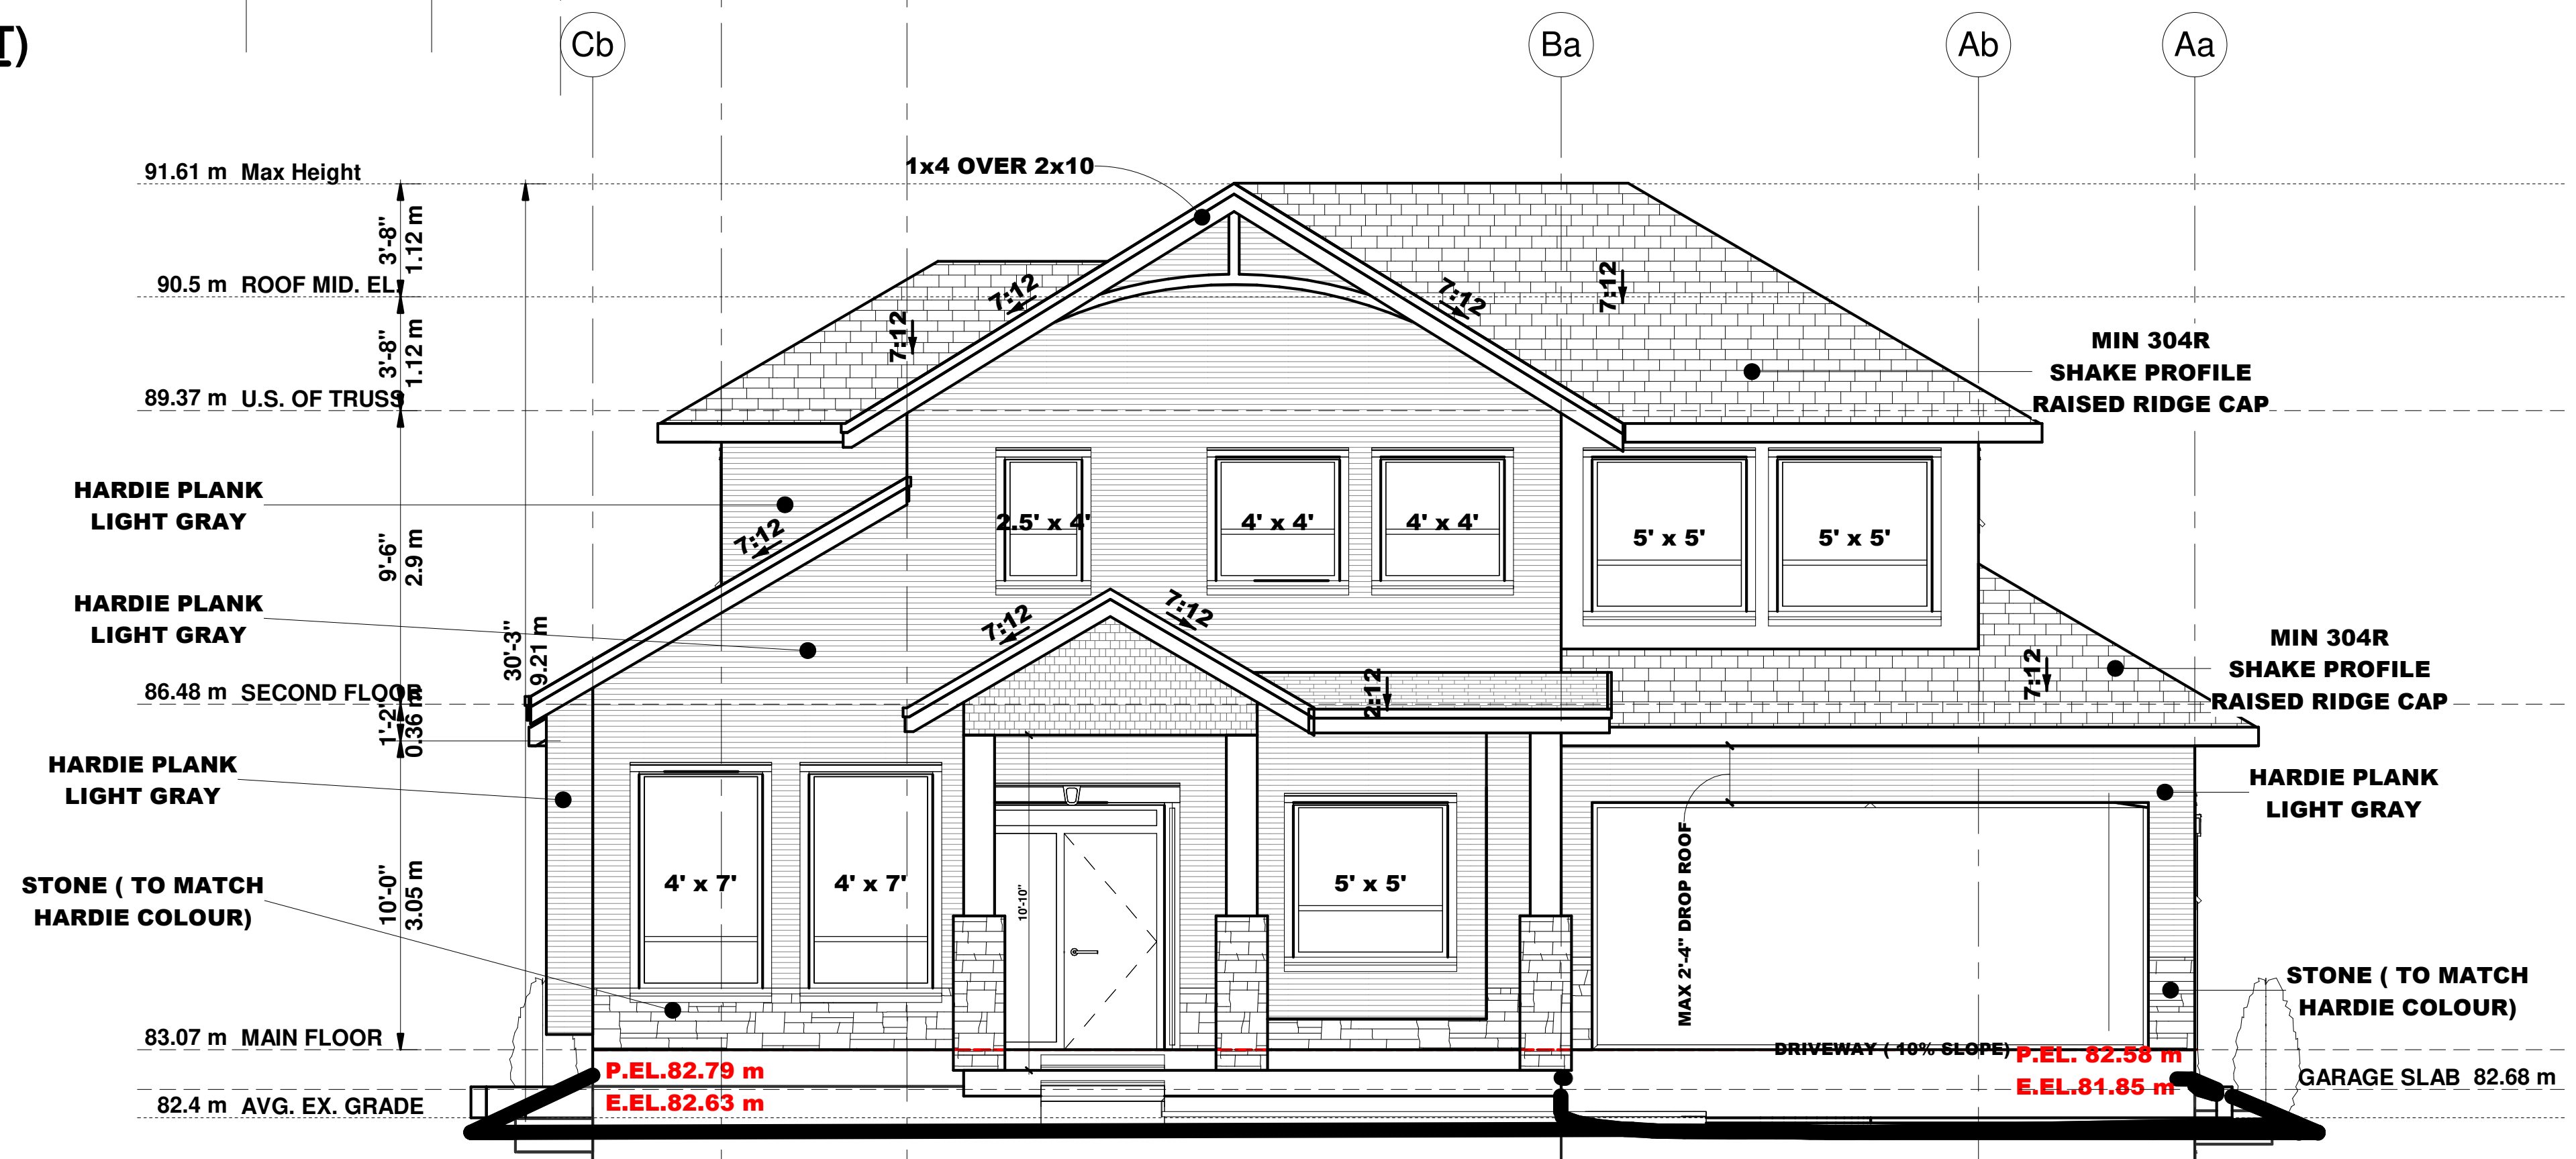 T)
Cb
Ba
Ab
Aa
91.61 m Max Height
1x4 OVER 2x10
3'-8"
1.12 m
90.5 m ROOF MID. EL.
7:12
7:12
7:12
7:12
3'-8"
1.12 m
MIN 304R
SHAKE PROFILE
RAISED RIDGE CAP
89.37 m U.S. OF TRUSS
HARDIE PLANK
LIGHT GRAY
7:12
2.5' x 4'
4' x 4'
4' x 4'
5' x 5'
5' x 5'
9'-6"
2.9 m
HARDIE PLANK
LIGHT GRAY
30'-3"
9.21 m
7:12
7:12
MIN 304R
SHAKE PROFILE
RAISED RIDGE CAP
7:12
2:12
86.48 m SECOND FLOOR
1'-2"
0.36 m
HARDIE PLANK
LIGHT GRAY
HARDIE PLANK
LIGHT GRAY
STONE ( TO MATCH
HARDIE COLOUR)
10'-0"
3.05 m
4' x 7'
4' x 7'
10'-10"
5' x 5'
MAX 2'-4" DROP ROOF
STONE ( TO MATCH
HARDIE COLOUR)
83.07 m MAIN FLOOR
DRIVEWAY ( 10% SLOPE)
P.EL.82.79 m
E.EL.82.63 m
P.EL. 82.58 m
E.EL.81.85 m
GARAGE SLAB 82.68 m
82.4 m AVG. EX. GRADE